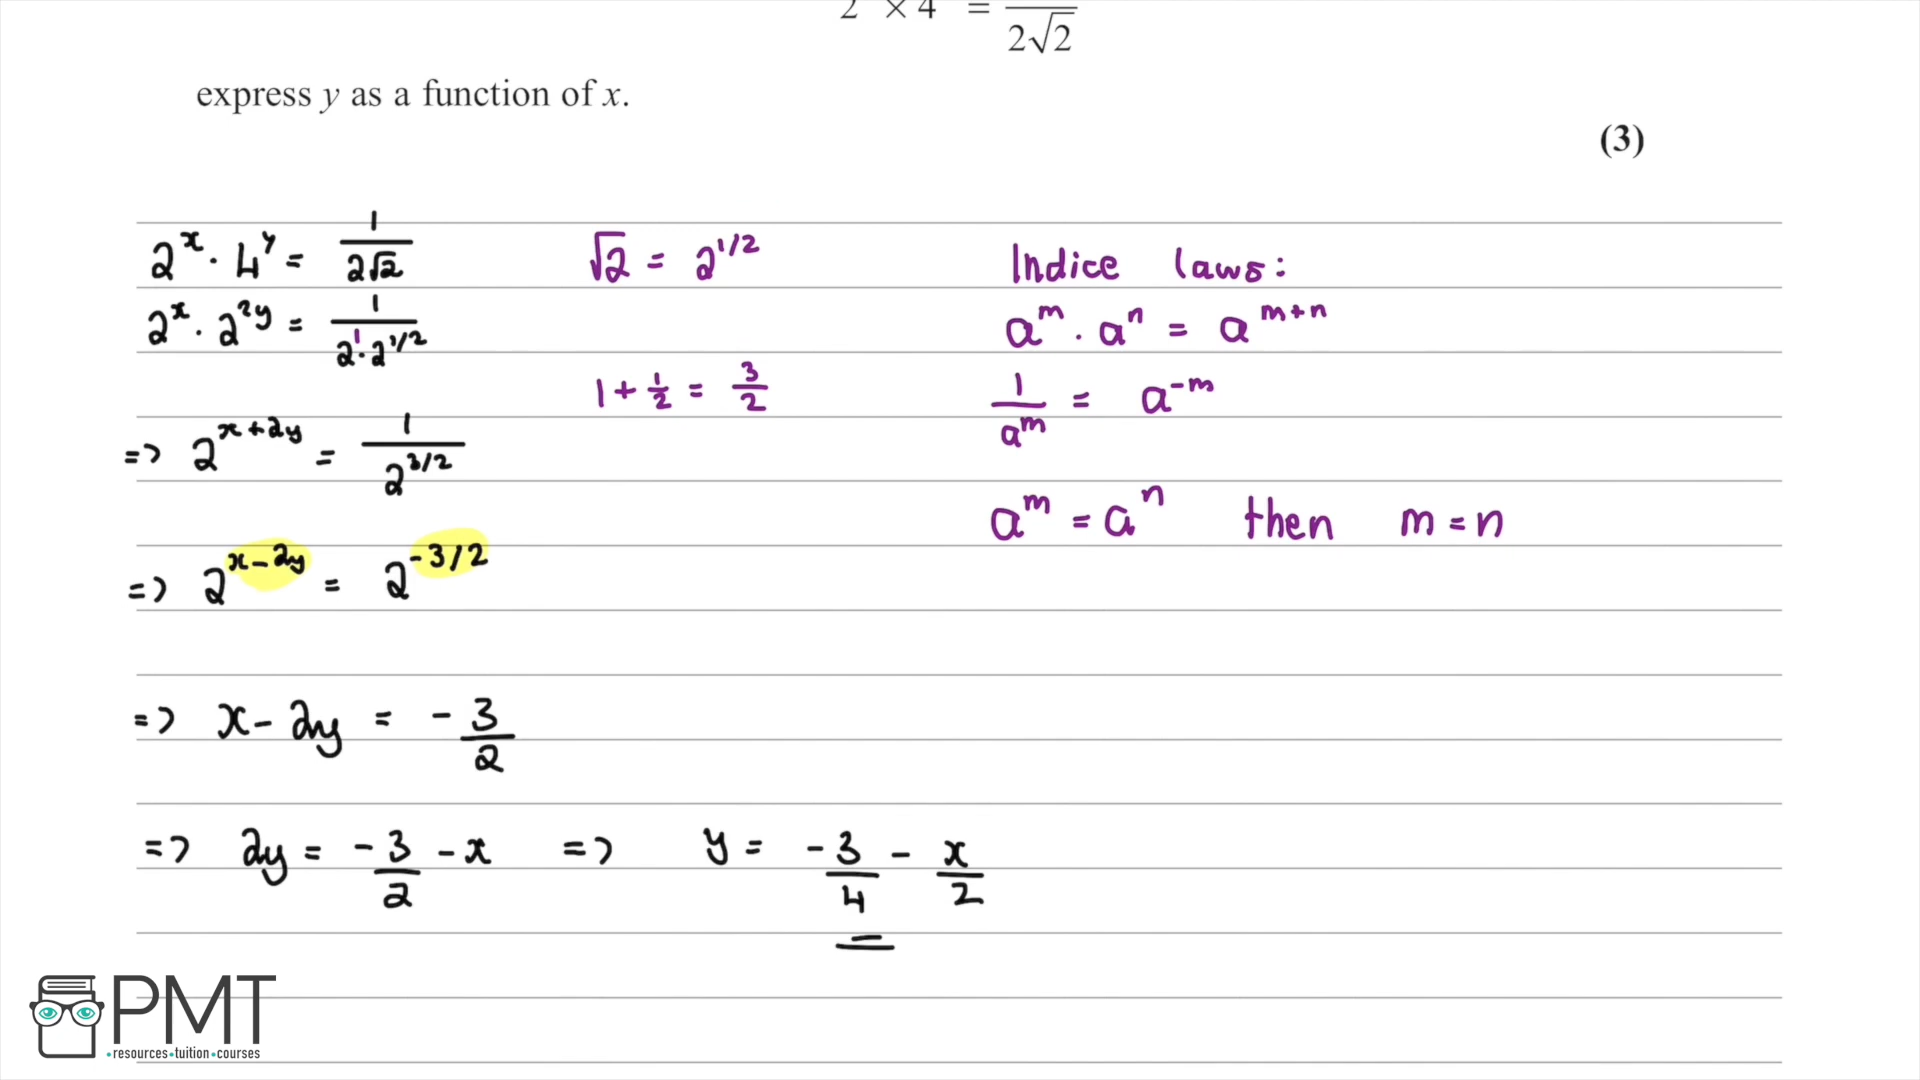 2 × 4 = 
2√2
express y as a function of x.
(3)
2^x · 4^y = 1/(2√2)
√2 = 2^{1/2}
Indice laws:
2^x · 2^{2y} = 1/(2^1 · 2^{1/2})
a^m · a^n = a^{m+n}
1 + 1/2 = 3/2
1/a^m = a^{-m}
=> 2^{x+2y} = 1/2^{3/2}
a^m = a^n then m = n
=> 2^{x-2y} = 2^{-3/2}
=> x - 2y = -3/2
=> 2y = -3/2 - x => y = -3/4 - x/2
PMT
•resources•tuition•courses